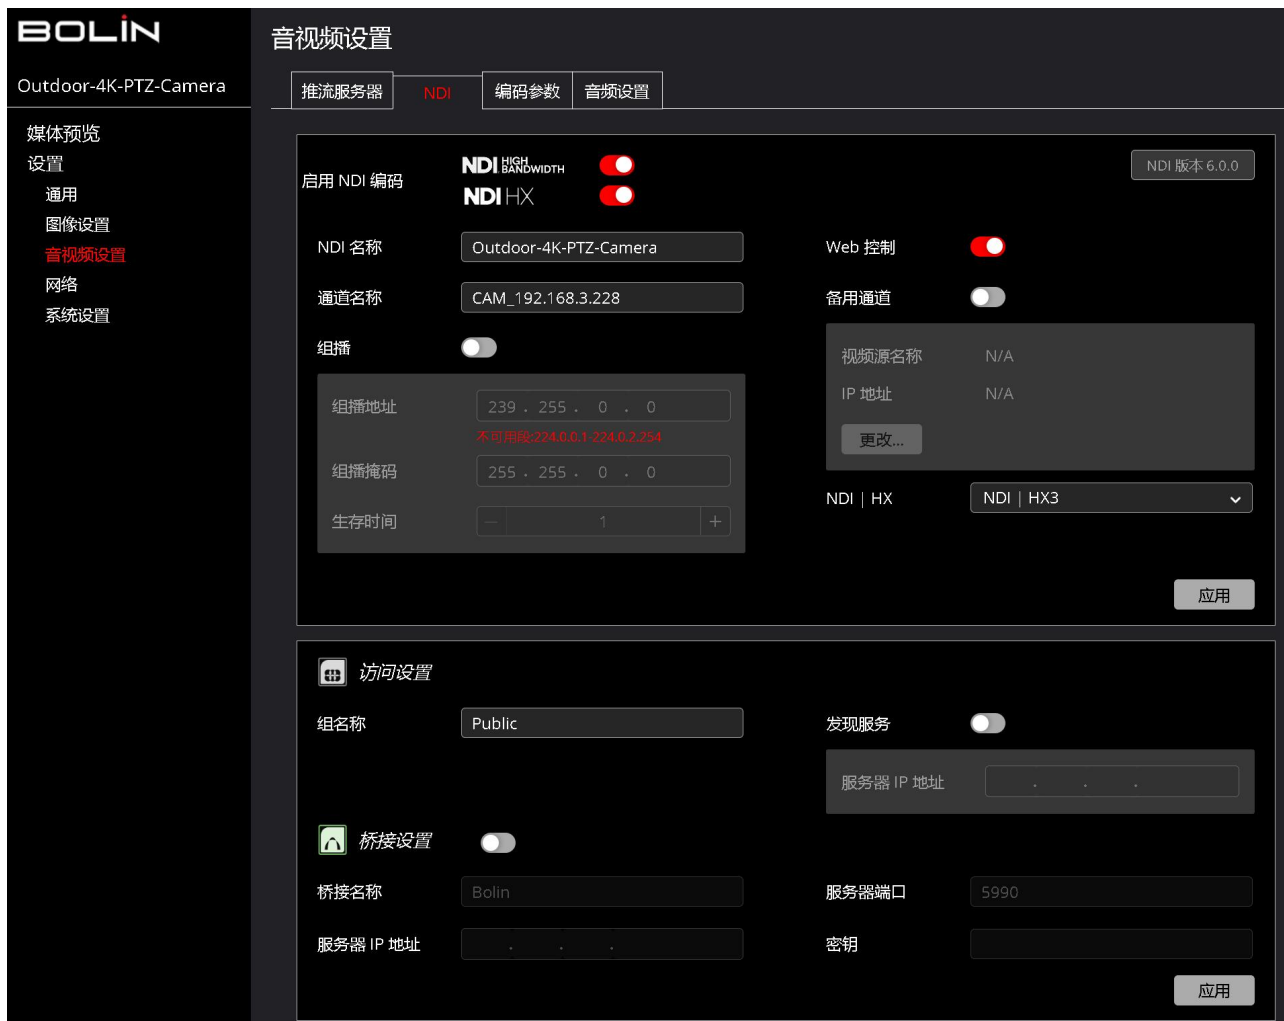 BOLIN
Outdoor-4K-PTZ-Camera
媒体预览
设置
通用
图像设置
音视频设置
网络
系统设置
音视频设置
推流服务器 NDI 编码参数 音频设置
启用 NDI 编码
NDI HIGH BANDWIDTH
NDI HX
NDI 版本 6.0.0
NDI 名称 Outdoor-4K-PTZ-Camera
Web 控制
通道名称 CAM_192.168.3.228
备用通道
组播
组播地址 239 . 255 . 0 . 0
不可用段:224.0.0.1-224.0.2.254
组播掩码 255 . 255 . 0 . 0
生存时间 — 1 +
视频源名称 N/A
IP 地址 N/A
更改...
NDI | HX NDI | HX3
应用
访问设置
组名称 Public
发现服务
服务器 IP 地址 . . .
桥接设置
桥接名称 Bolin
服务器端口 5990
服务器 IP 地址 . . .
密钥
应用